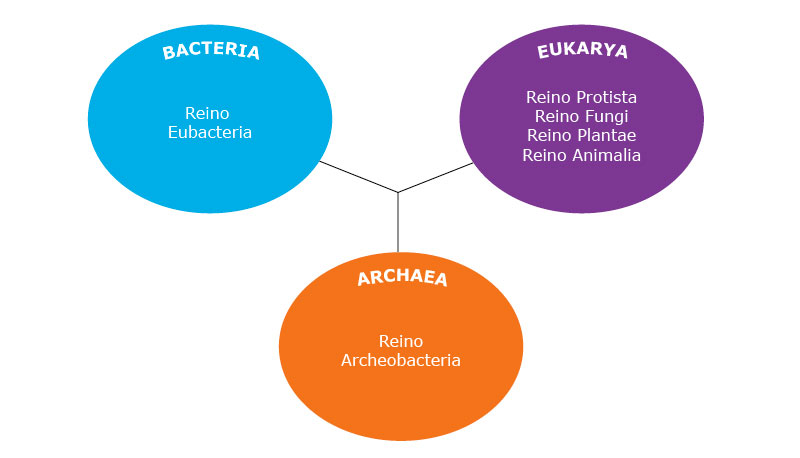 BACTERIA
Reino
Eubacteria
EUKARYA
Reino Protista
Reino Fungi
Reino Plantae
Reino Animalia
ARCHAEA
Reino
Archeobacteria